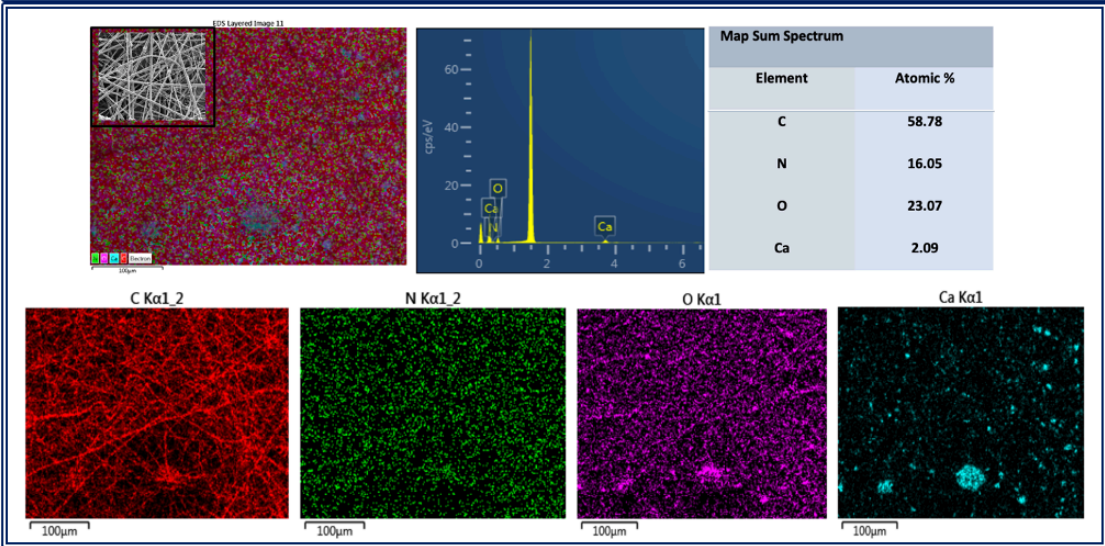 EDS Layered Image 11
Electron
100µm
cps/eV
60
40
20
0
O
Ca
N
Ca
0 2 4 6
Map Sum Spectrum
Element Atomic %
C 58.78
N 16.05
O 23.07
Ca 2.09
C Kα1_2
N Kα1_2
O Kα1
Ca Kα1
100µm
100µm
100µm
100µm